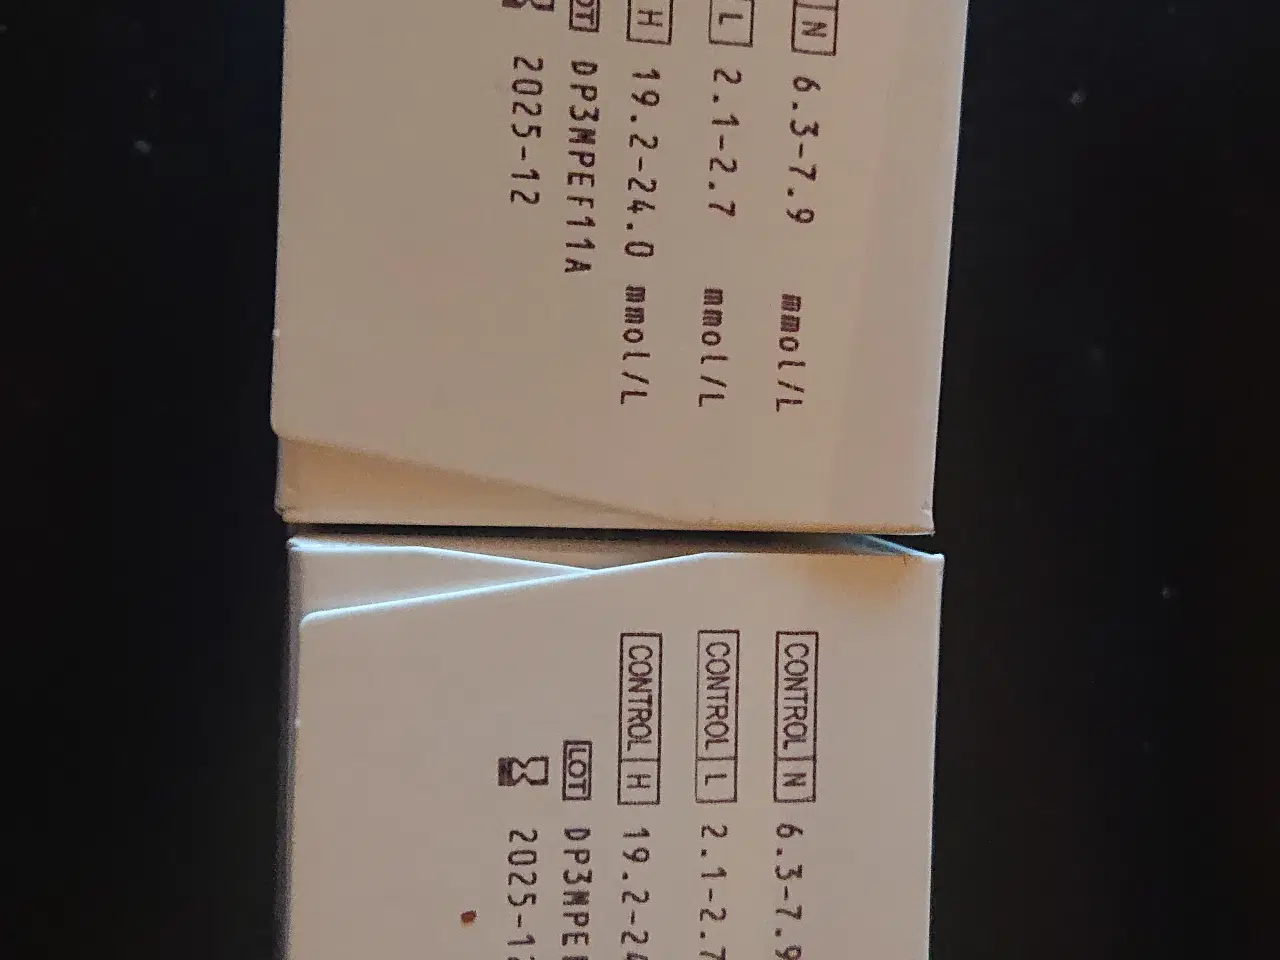 N 6.3-7.9 mmol/L
L 2.1-2.7 mmol/L
H 19.2-24.0 mmol/L
LOT DP3MPEF11A
2025-12
CONTROL N 6.3-7.9
CONTROL L 2.1-2.7
CONTROL H 19.2-24
LOT DP3MPE
2025-12